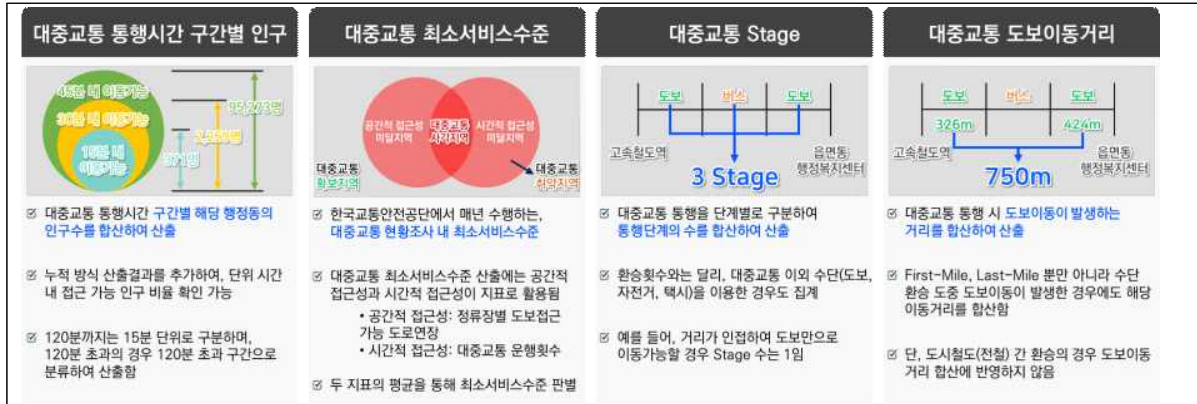 대중교통 통행시간 구간별 인구
45분 내 이동가능
30분 내 이동가능
15분 내
이동가능
95,273명
371명
☑ 대중교통 통행시간 구간별 해당 행정동의
인구수를 합산하여 산출
☑ 누적 방식 산출결과를 추가하여, 단위 시간
내 접근 가능 인구 비율 확인 가능
☑ 120분까지는 15분 단위로 구분하며,
120분 초과의 경우 120분 초과 구간으로
분류하여 산출함
대중교통 최소서비스수준
공간적 접근성
미달지역
대중교통
사각지역
시간적 접근성
미달지역
대중교통
확보지역
대중교통
취약지역
☑ 한국교통안전공단에서 매년 수행하는,
대중교통 현황조사 내 최소서비스수준
☑ 대중교통 최소서비스수준 산출에는 공간적
접근성과 시간적 접근성이 지표로 활용됨
• 공간적 접근성: 정류장별 도보접근
가능 도로연장
• 시간적 접근성: 대중교통 운행횟수
☑ 두 지표의 평균을 통해 최소서비스수준 판별
대중교통 Stage
도보 버스 도보
고속철도역
읍면동
행정복지센터
3 Stage
☑ 대중교통 통행을 단계별로 구분하여
통행단계의 수를 합산하여 산출
☑ 환승횟수와는 달리, 대중교통 이외 수단(도보,
자전거, 택시)을 이용한 경우도 집계
☑ 예를 들어, 거리가 인접하여 도보만으로
이동가능할 경우 Stage 수는 1임
대중교통 도보이동거리
도보 버스 도보
326m 424m
고속철도역
읍면동
행정복지센터
750m
☑ 대중교통 통행 시 도보이동이 발생하는
거리를 합산하여 산출
☑ First-Mile, Last-Mile 뿐만 아니라 수단
환승 도중 도보이동이 발생한 경우에도 해당
이동거리를 합산함
☑ 단, 도시철도(전철) 간 환승의 경우 도보이동
거리 합산에 반영하지 않음